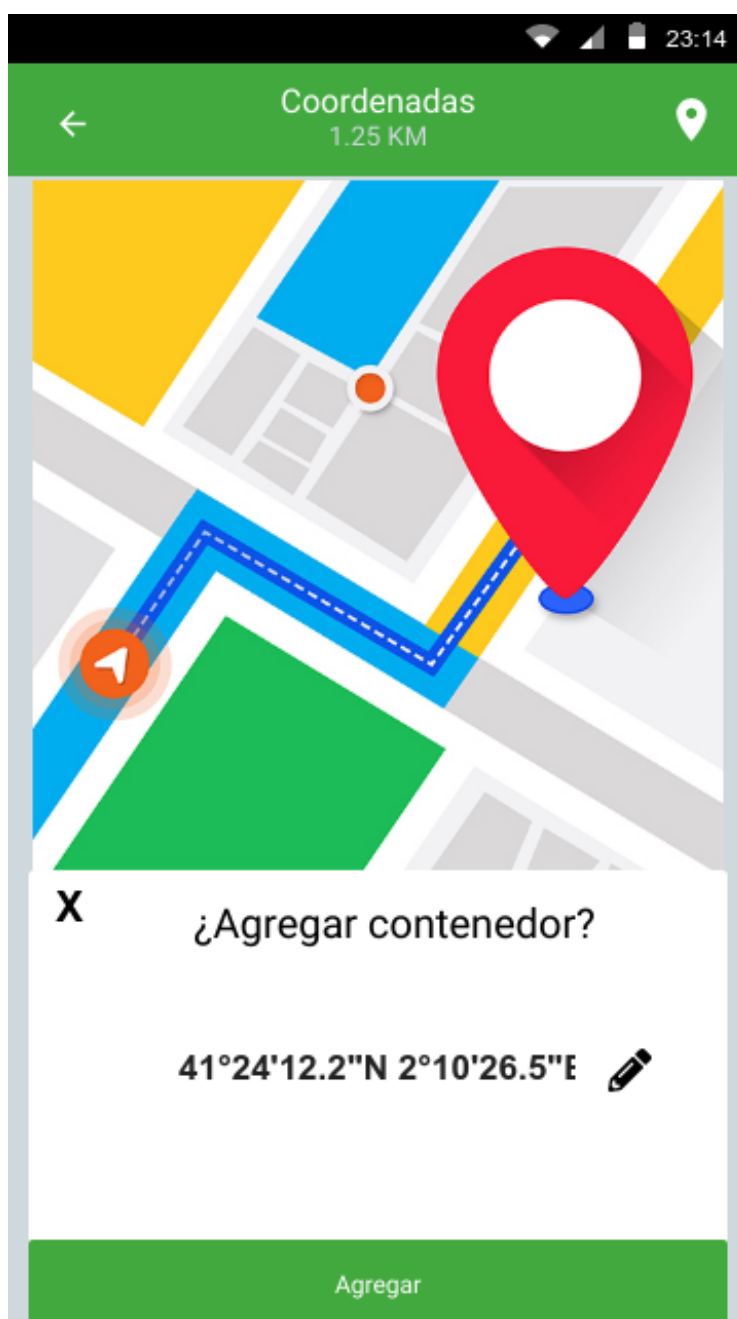 23:14
Coordenadas
1.25 KM
X
¿Agregar contenedor?
41°24'12.2"N 2°10'26.5"E
Agregar